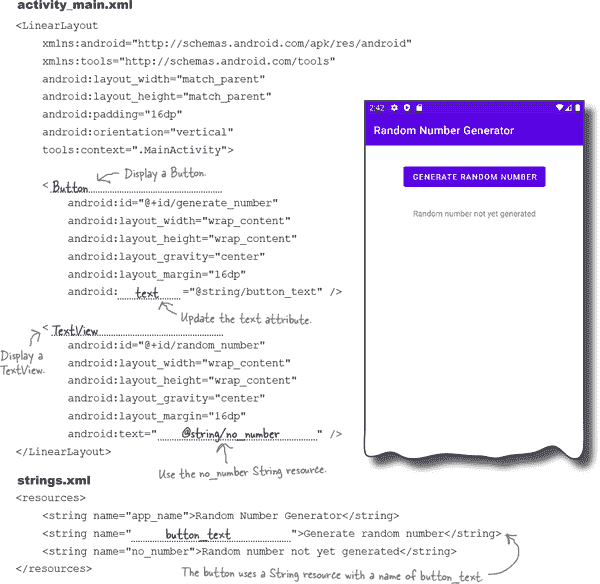 activity_main.xml
<LinearLayout
xmlns:android="http://schemas.android.com/apk/res/android"
xmlns:tools="http://schemas.android.com/tools"
android:layout_width="match_parent"
android:layout_height="match_parent"
android:padding="16dp"
android:orientation="vertical"
tools:context=".MainActivity">
Display a Button.
< Button
android:id="@+id/generate_number"
android:layout_width="wrap_content"
android:layout_height="wrap_content"
android:layout_gravity="center"
android:layout_margin="16dp"
android: text ="@string/button_text" />
Update the text attribute.
< TextView
Display a
TextView.
android:id="@+id/random_number"
android:layout_width="wrap_content"
android:layout_height="wrap_content"
android:layout_gravity="center"
android:layout_margin="16dp"
android:text=" @string/no_number " />
</LinearLayout>
Use the no_number String resource.
2:42
Random Number Generator
GENERATE RANDOM NUMBER
Random number not yet generated
strings.xml
<resources>
<string name="app_name">Random Number Generator</string>
<string name=" button_text ">Generate random number</string>
<string name="no_number">Random number not yet generated</string>
</resources>
The button uses a String resource with a name of button_text.